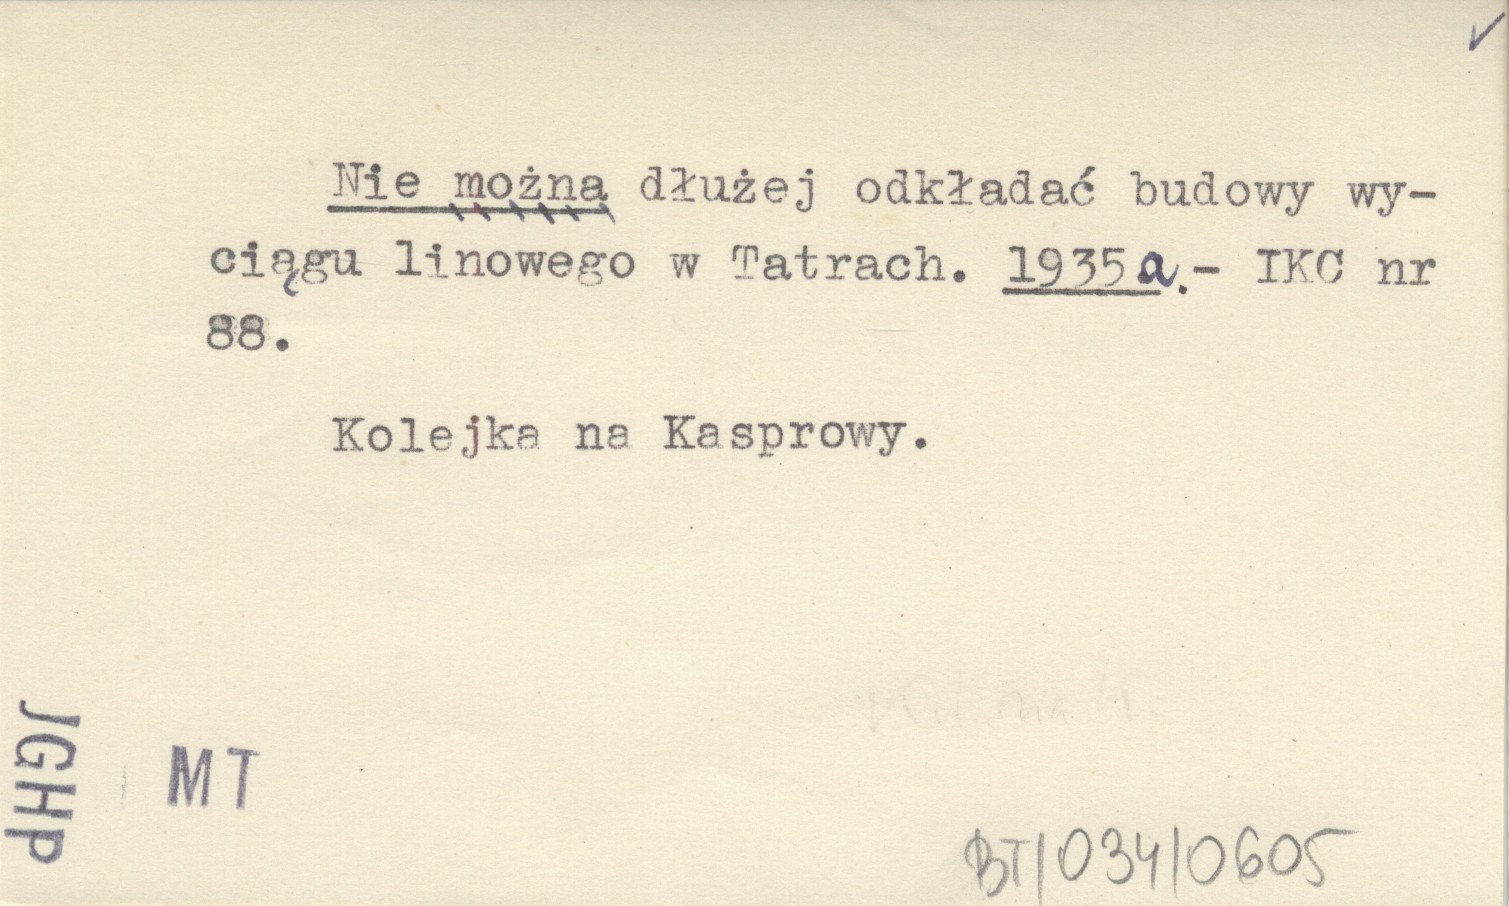 Nie można dłużej odkładać budowy wy-
ciągu linowego w Tatrach. 1935a.- IKC nr
88.
Kolejka na Kasprowy.
JGHP
MT
BT/034/0605